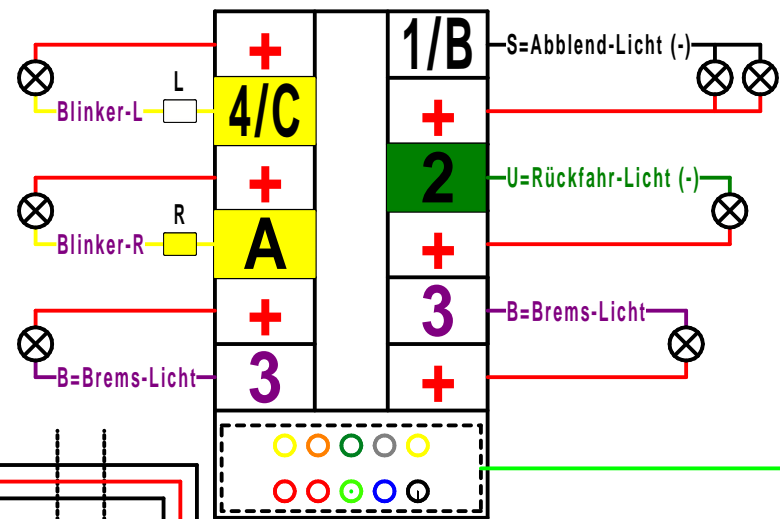 +
1/B
S=Abblend-Licht (-)
L
Blinker-L
4/C
+
+
2
U=Rückfahr-Licht (-)
R
Blinker-R
A
+
+
3
B=Brems-Licht
B=Brems-Licht
3
+